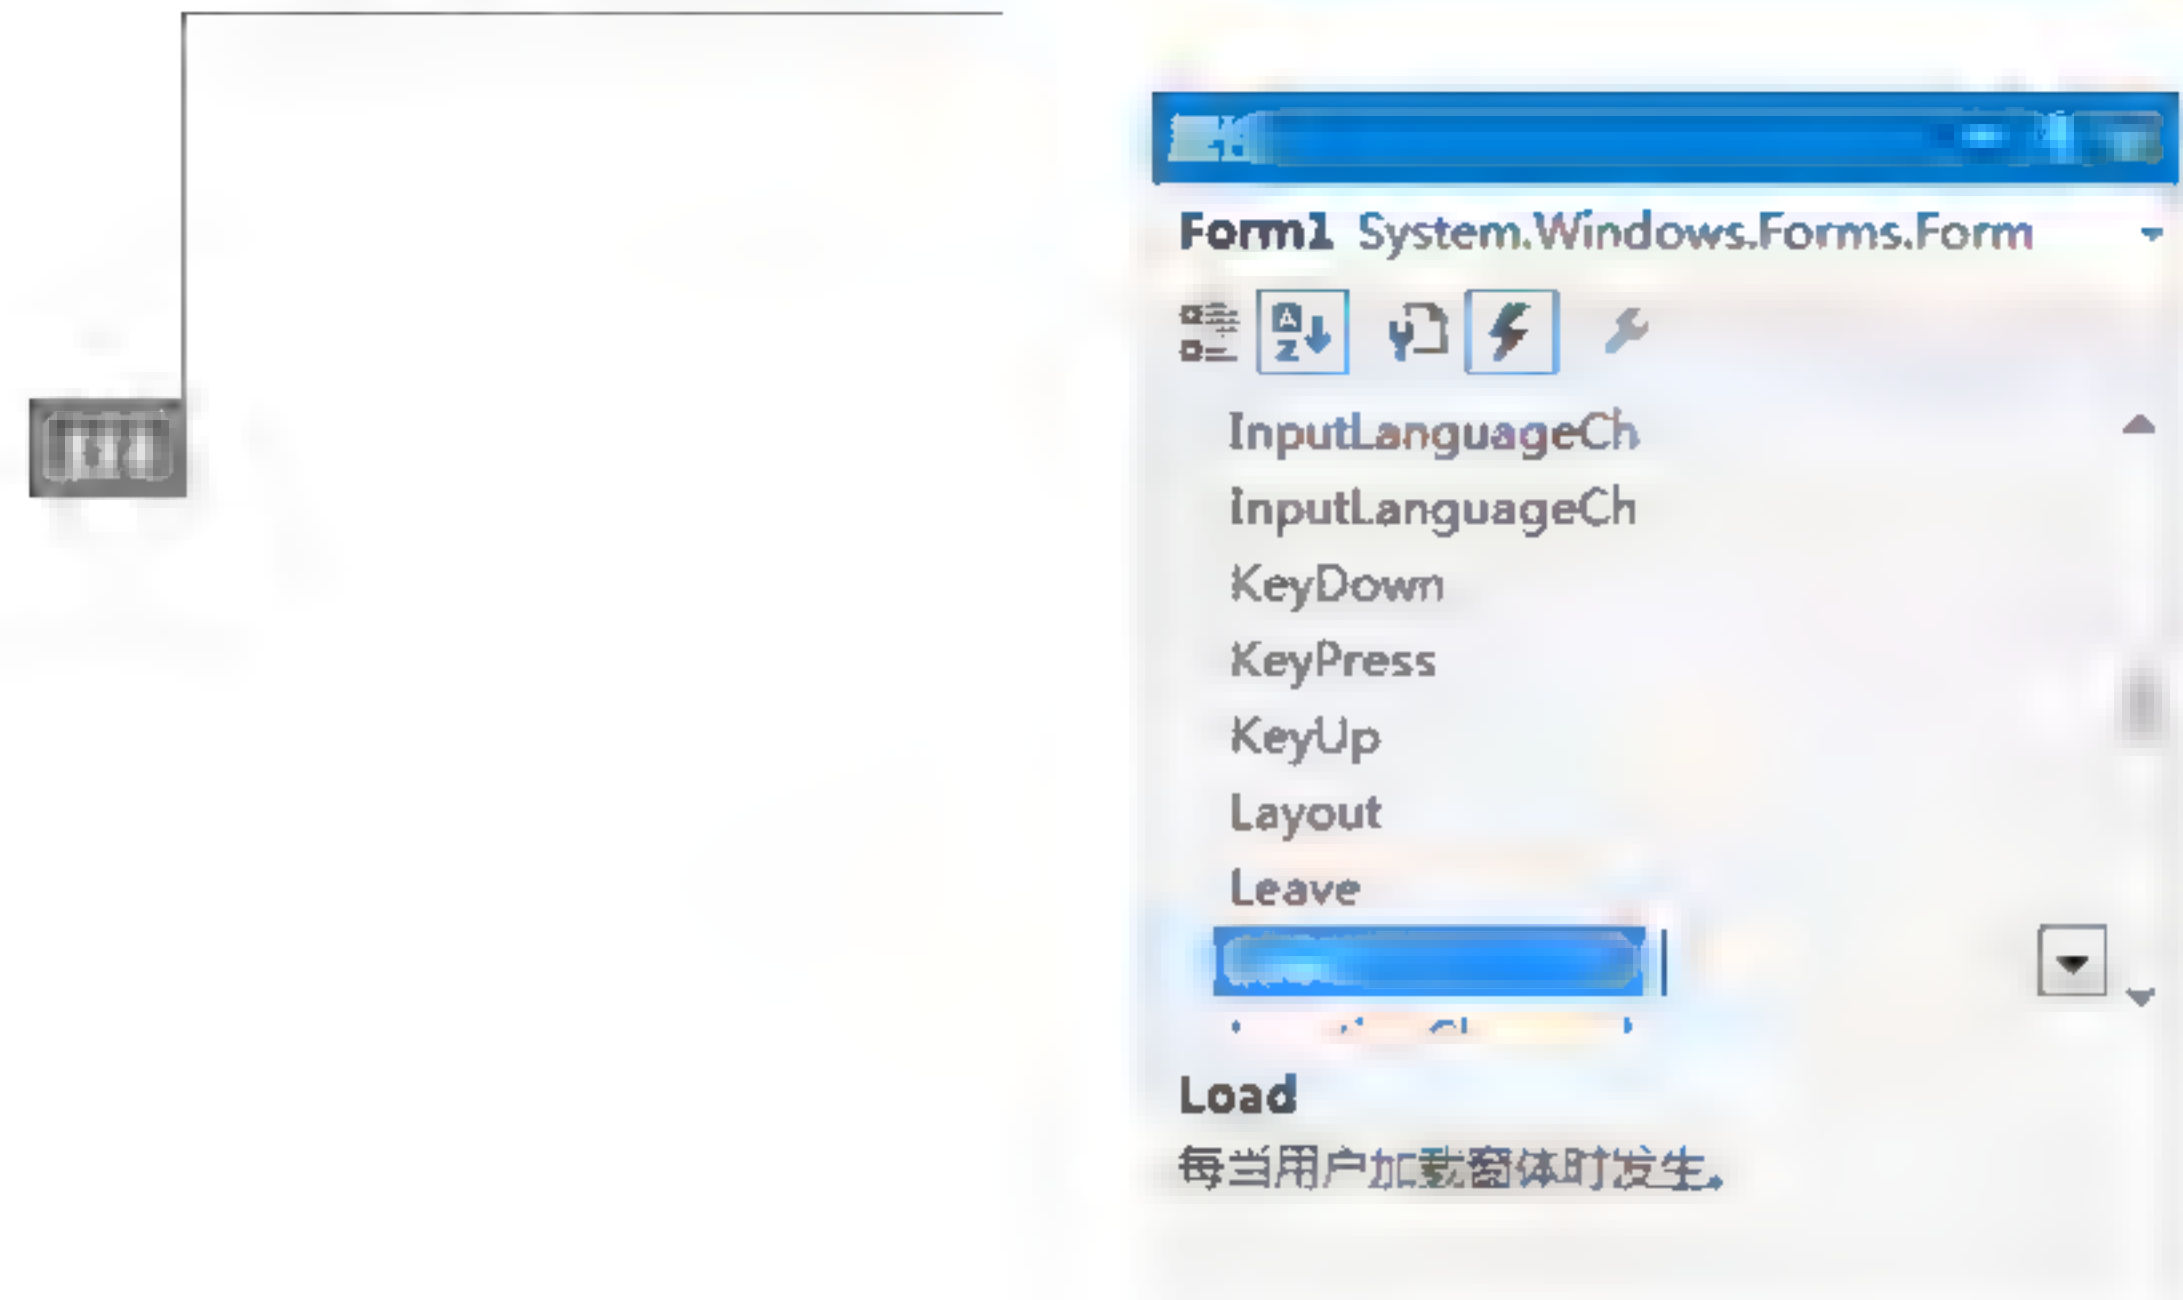 Form1 System.Windows.Forms.Form
InputLanguageCh
InputLanguageCh
KeyDown
KeyPress
KeyUp
Layout
Leave
Load
每当用户加载窗体时发生。